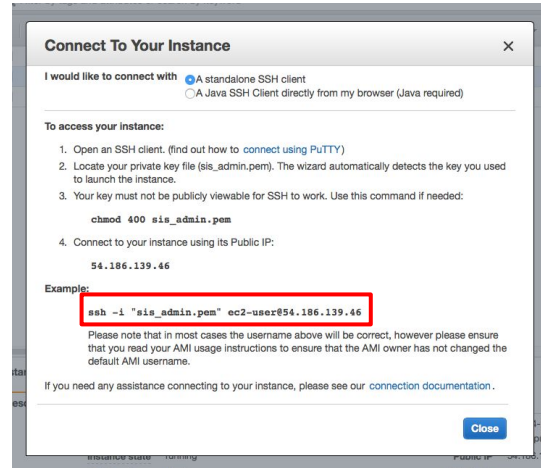 Connect To Your Instance ×
I would like to connect with A standalone SSH client
A Java SSH Client directly from my browser (Java required)
To access your instance:
1. Open an SSH client. (find out how to connect using PuTTY)
2. Locate your private key file (sis_admin.pem). The wizard automatically detects the key you used
to launch the instance.
3. Your key must not be publicly viewable for SSH to work. Use this command if needed:
chmod 400 sis_admin.pem
4. Connect to your instance using its Public IP:
54.186.139.46
Example:
ssh -i "sis_admin.pem" ec2-user@54.186.139.46
Please note that in most cases the username above will be correct, however please ensure
that you read your AMI usage instructions to ensure that the AMI owner has not changed the
default AMI username.
If you need any assistance connecting to your instance, please see our connection documentation.
Close
Instance state running Public IP